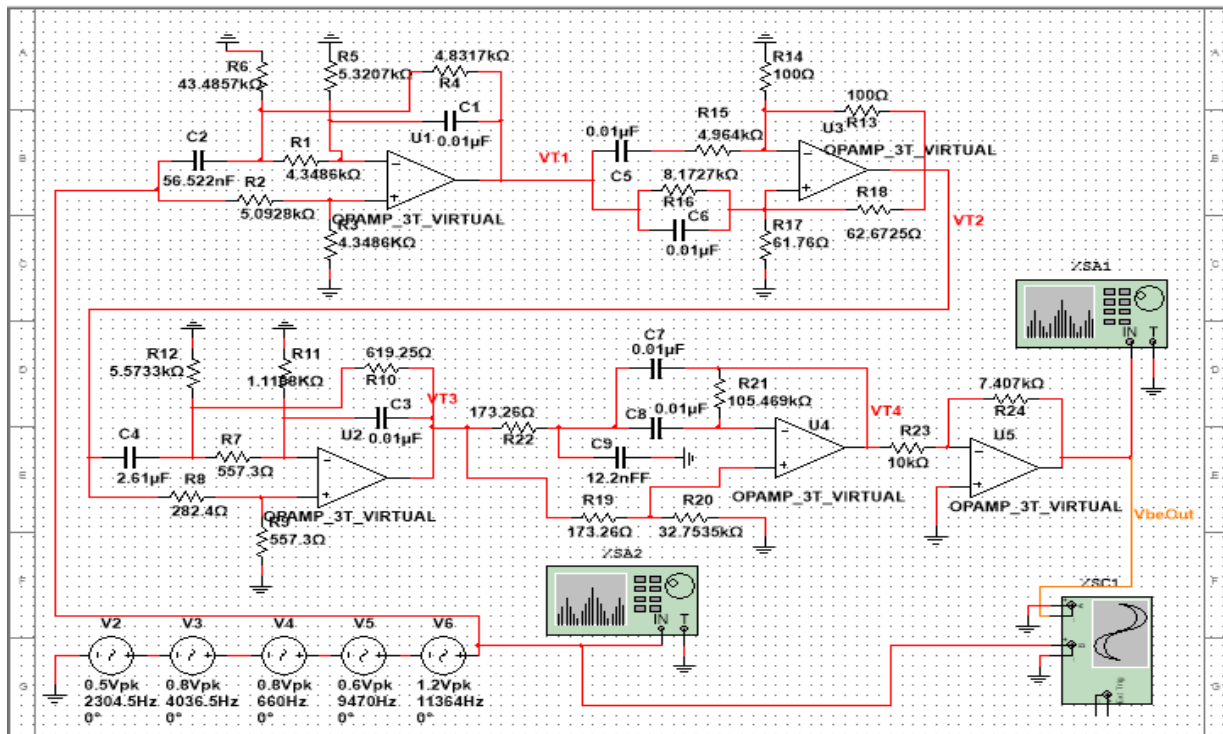 A
A
R6
43.4857kΩ
R5
5.3207kΩ
4.8317kΩ
R4
C1
0.01µF
U1
C2
56.522nF
R1
4.3486kΩ
R2
5.0928kΩ
OPAMP_3T_VIRTUAL
R3
4.3486KΩ
VT1
R14
100Ω
100Ω
R13
R15
4.964kΩ
U3
OPAMP_3T_VIRTUAL
0.01µF
C5
8.1727kΩ
R16
C6
0.01µF
R18
62.6725Ω
R17
61.76Ω
VT2
B
B
C
C
XSA1
IN
T
D
D
R12
5.5733kΩ
R11
619.25Ω
R10
C3
0.01µF
U2
VT3
C4
2.61µF
R7
557.3Ω
R8
282.4Ω
OPAMP_3T_VIRTUAL
R9
557.3Ω
173.26Ω
R22
C7
0.01µF
R21
105.469kΩ
C8
0.01µF
C9
12.2nFF
U4
OPAMP_3T_VIRTUAL
R19
173.26Ω
R20
32.7535kΩ
VT4
R23
10kΩ
7.407kΩ
R24
U5
OPAMP_3T_VIRTUAL
VbeOut
E
E
F
F
XSA2
IN
T
XSC1
Ext Trig
V2
0.5Vpk
2304.5Hz
0°
V3
0.8Vpk
4036.5Hz
0°
V4
0.8Vpk
660Hz
0°
V5
0.6Vpk
9470Hz
0°
V6
1.2Vpk
11364Hz
0°
G
G